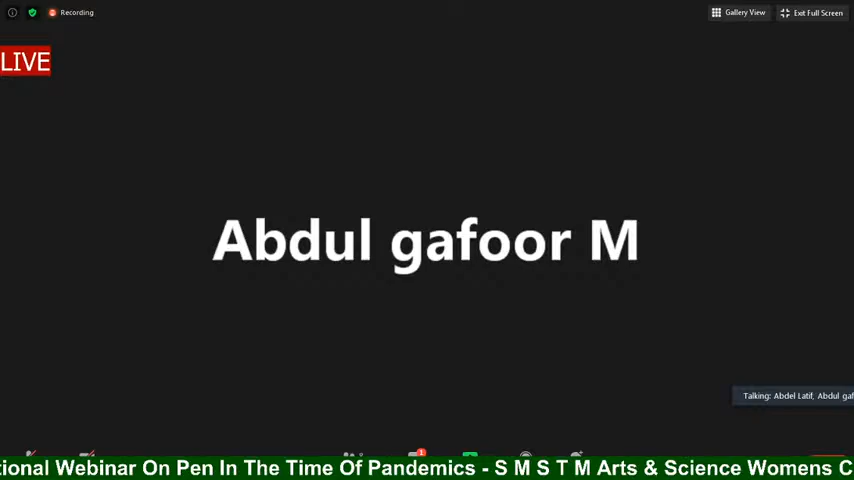 Recording
Gallery View
Exit Full Screen
LIVE
Abdul gafoor M
Talking: Abdel Latif, Abdul gaf
1
tional Webinar On Pen In The Time Of Pandemics - S M S T M Arts & Science Womens C